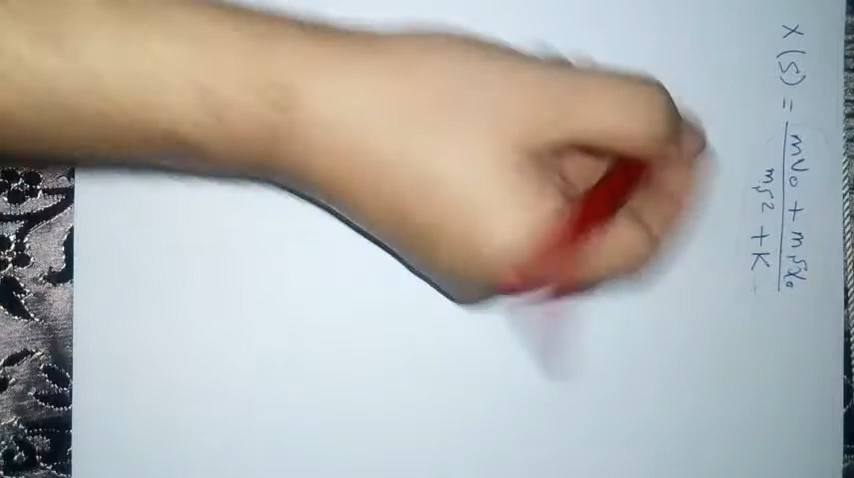 X(S) = mV₀ + msx₀
ms² + K